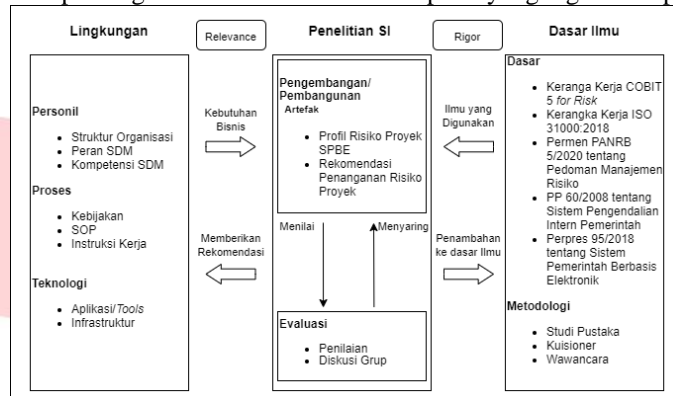 Lingkungan
Relevance
Penelitian SI
Rigor
Dasar Ilmu
Personil
Struktur Organisasi
Peran SDM
Kompetensi SDM
Proses
Kebijakan
SOP
Instruksi Kerja
Teknologi
Aplikasi/Tools
Infrastruktur
Kebutuhan
Bisnis
Memberikan
Rekomendasi
Pengembangan/
Pembangunan
Artefak
Profil Risiko Proyek
SPBE
Rekomendasi
Penanganan Risiko
Proyek
Menilai
Menyaring
Evaluasi
Penilaian
Diskusi Grup
Ilmu yang
Digunakan
Penambahan
ke dasar Ilmu
Dasar
Keranga Kerja COBIT
5 for Risk
Kerangka Kerja ISO
31000:2018
Permen PANRB
5/2020 tentang
Pedoman Manajemen
Risiko
PP 60/2008 tentang
Sistem Pengendalian
Intern Pemerintah
Perpres 95/2018
tentang Sistem
Pemerintah Berbasis
Elektronik
Metodologi
Studi Pustaka
Kuisioner
Wawancara